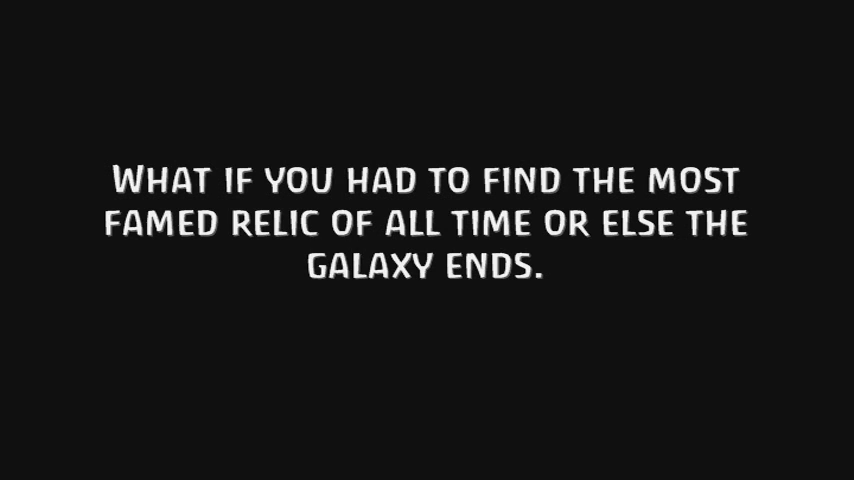 What if you had to find the most
famed relic of all time or else the
galaxy ends.